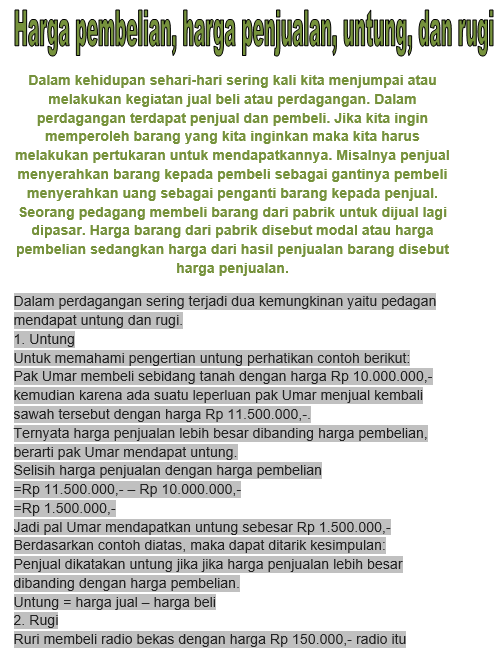 Harga pembelian, harga penjualan, untung, dan rugi
Dalam kehidupan sehari-hari sering kali kita menjumpai atau
melakukan kegiatan jual beli atau perdagangan. Dalam
perdagangan terdapat penjual dan pembeli. Jika kita ingin
memperoleh barang yang kita inginkan maka kita harus
melakukan pertukaran untuk mendapatkannya. Misalnya penjual
menyerahkan barang kepada pembeli sebagai gantinya pembeli
menyerahkan uang sebagai penganti barang kepada penjual.
Seorang pedagang membeli barang dari pabrik untuk dijual lagi
dipasar. Harga barang dari pabrik disebut modal atau harga
pembelian sedangkan harga dari hasil penjualan barang disebut
harga penjualan.
Dalam perdagangan sering terjadi dua kemungkinan yaitu pedagan
mendapat untung dan rugi.
1. Untung
Untuk memahami pengertian untung perhatikan contoh berikut:
Pak Umar membeli sebidang tanah dengan harga Rp 10.000.000,-
kemudian karena ada suatu leperluan pak Umar menjual kembali
sawah tersebut dengan harga Rp 11.500.000,-.
Ternyata harga penjualan lebih besar dibanding harga pembelian,
berarti pak Umar mendapat untung.
Selisih harga penjualan dengan harga pembelian
=Rp 11.500.000,- – Rp 10.000.000,-
=Rp 1.500.000,-
Jadi pal Umar mendapatkan untung sebesar Rp 1.500.000,-
Berdasarkan contoh diatas, maka dapat ditarik kesimpulan:
Penjual dikatakan untung jika jika harga penjualan lebih besar
dibanding dengan harga pembelian.
Untung = harga jual – harga beli
2. Rugi
Ruri membeli radio bekas dengan harga Rp 150.000,- radio itu